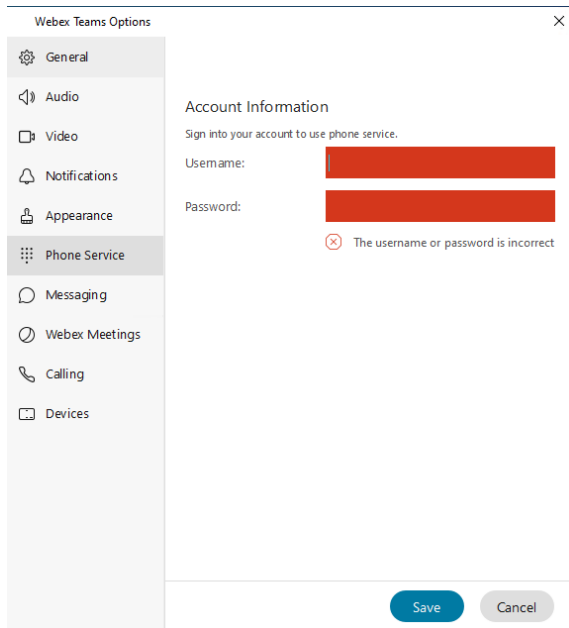 Webex Teams Options
General
Audio
Video
Notifications
Appearance
Phone Service
Messaging
Webex Meetings
Calling
Devices
Account Information
Sign into your account to use phone service.
Username:
Password:
The username or password is incorrect
Save
Cancel